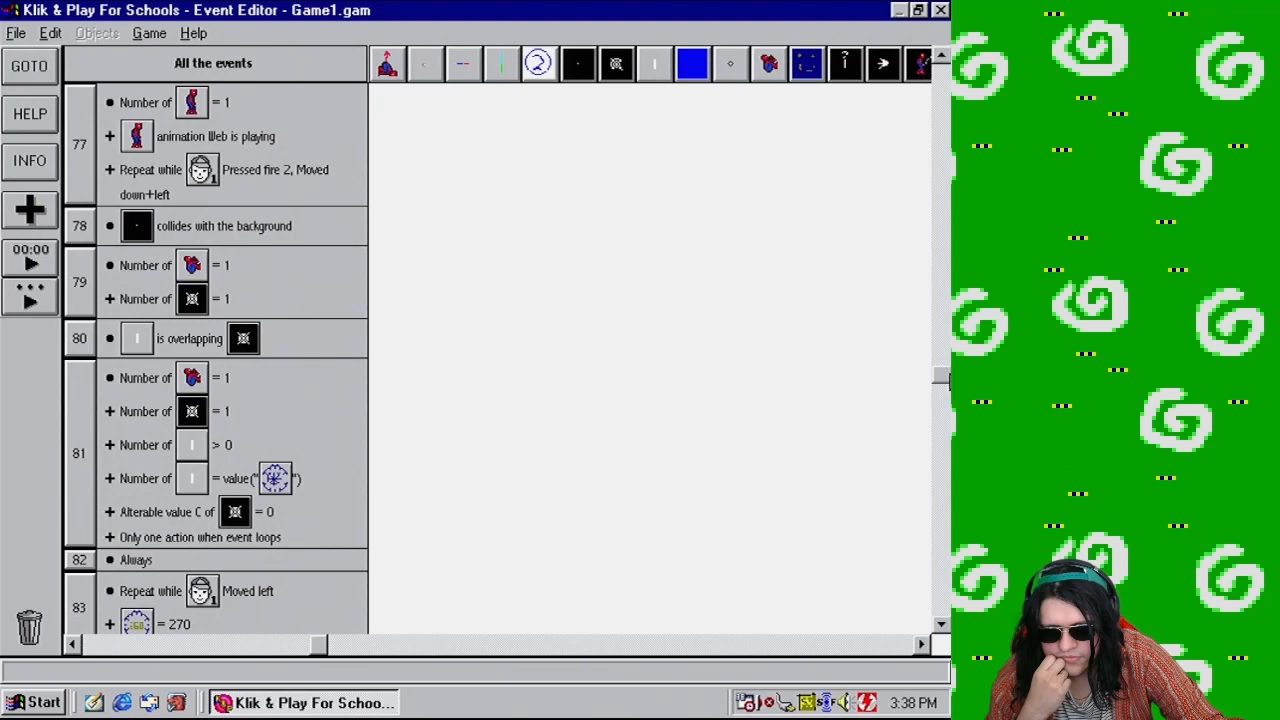 Klik & Play For Schools - Event Editor - Game1.gam
File Edit Objects Game Help
GOTO
All the events
HELP
INFO
00:00
77
• Number of = 1
+ animation Web is playing
+ Repeat while 1 Pressed fire 2, Moved
down+left
78
• collides with the background
79
• Number of = 1
+ Number of = 1
80
• is overlapping
81
• Number of = 1
+ Number of = 1
+ Number of > 0
+ Number of = value(" ")
+ Alterable value C of = 0
+ Only one action when event loops
82
• Always
83
• Repeat while 1 Moved left
+ = 270
Start
Klik & Play For Schoo...
3:38 PM